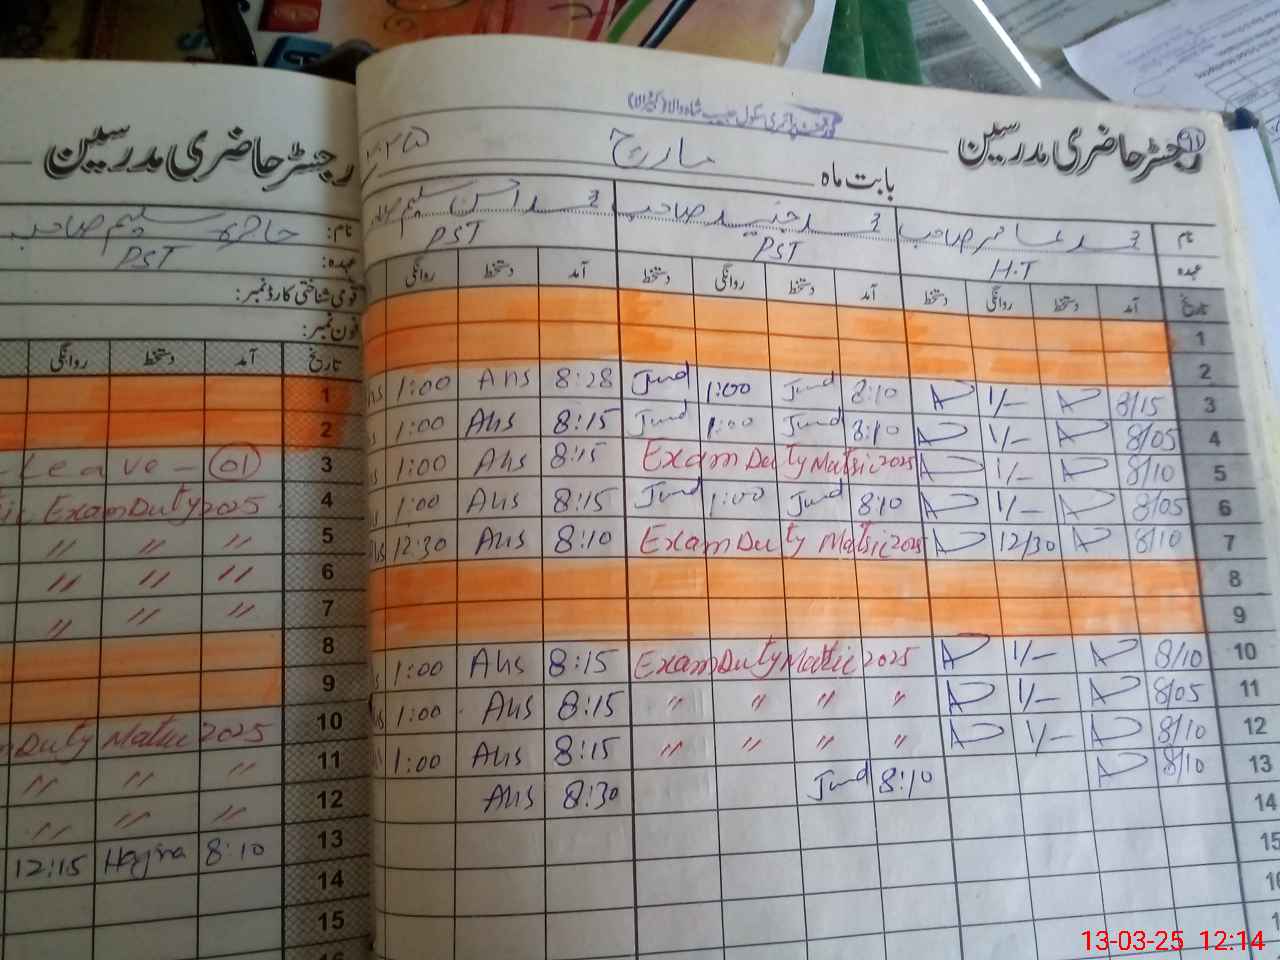 رجسٹر حاضری مدرسین
بابت ماہ مارچ ۲۰۲۵
نام محمد عامر صاحب محمد جنید صاحب محمد احسن سلیم صاحب
عہدہ H.T PST PST
تاریخ آمد دستخط روانگی دستخط آمد دستخط روانگی دستخط آمد دستخط روانگی
1
2
3 8/15 1/- 8:10 Jund 1:00 Jund 8:28 Ans 1:00
4 8/05 1/- 8:10 Jund 1:00 Jund 8:15 Ahs 1:00
5 8/10 1/- Exam Duty Matric 2025 8:15 Ahs 1:00
6 8/05 1/- 8:10 Jund 1:00 Jund 8:15 Ahs 1:00
7 8/10 12/30 Exam Duty Matric 2025 8:10 Ahs 12:30
8
9
10 8/10 1/- Exam Duty Matric 2025 8:15 Ahs 1:00
11 8/05 1/- " " " " 8:15 Ahs 1:00
12 8/10 1/- " " " " 8:15 Ahs 1:00
13 8/10 8:10 Jund 8:30 Ahs
14
15
رجسٹر حاضری مدرسین
نام: سلیم صاحب
عہدہ: PST
قومی شناختی کارڈ نمبر:
فون نمبر:
تاریخ آمد دستخط روانگی
1
2
3 Leave - 01
4 Exam Duty 2025
5 " " "
6 " " "
7 " " "
8
9
10 Duty Matric 2025
11 " " "
12 " " "
13 8:10 Hajra 12:15
14
15
13-03-25 12:14